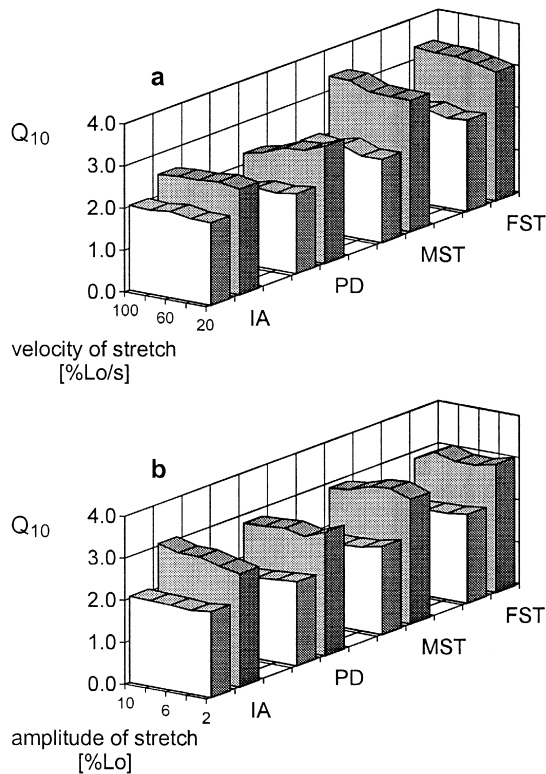 a
Q10
4.0
3.0
2.0
1.0
0.0
100
60
20
IA
PD
MST
FST
velocity of stretch
[%Lo/s]
b
Q10
4.0
3.0
2.0
1.0
0.0
10
6
2
IA
PD
MST
FST
amplitude of stretch
[%Lo]